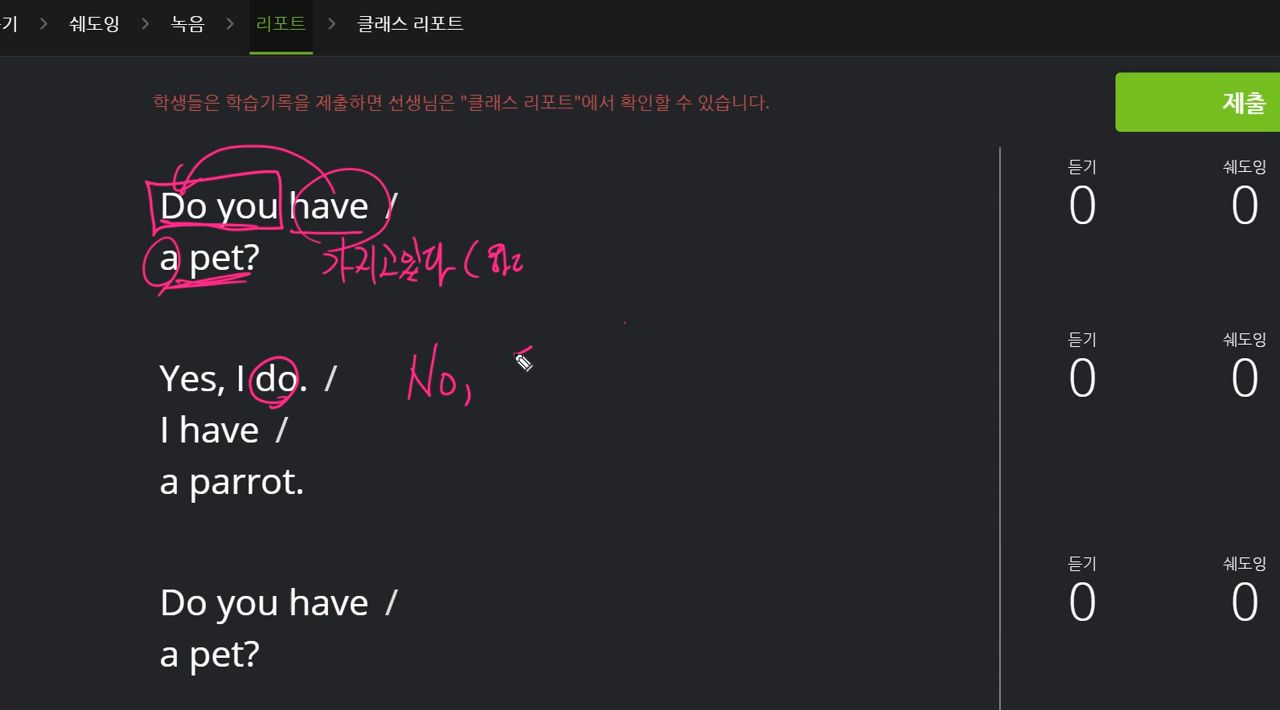 기 > 쉐도잉 > 녹음 > 리포트 > 클래스 리포트
학생들은 학습기록을 제출하면 선생님은 "클래스 리포트"에서 확인할 수 있습니다.
제출
듣기 쉐도잉
0 0
Do you have /
a pet?
가지고있다 (
듣기 쉐도잉
0 0
Yes, I do. / No,
I have /
a parrot.
듣기 쉐도잉
0 0
Do you have /
a pet?